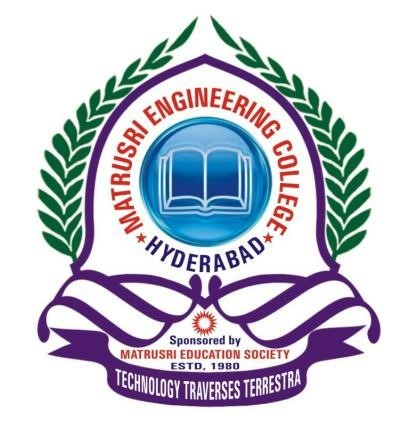 ★ MATRUSRI ENGINEERING COLLEGE ★
HYDERABAD
Sponsored by
MATRUSRI EDUCATION SOCIETY
ESTD, 1980
TECHNOLOGY TRAVERSES TERRESTRA